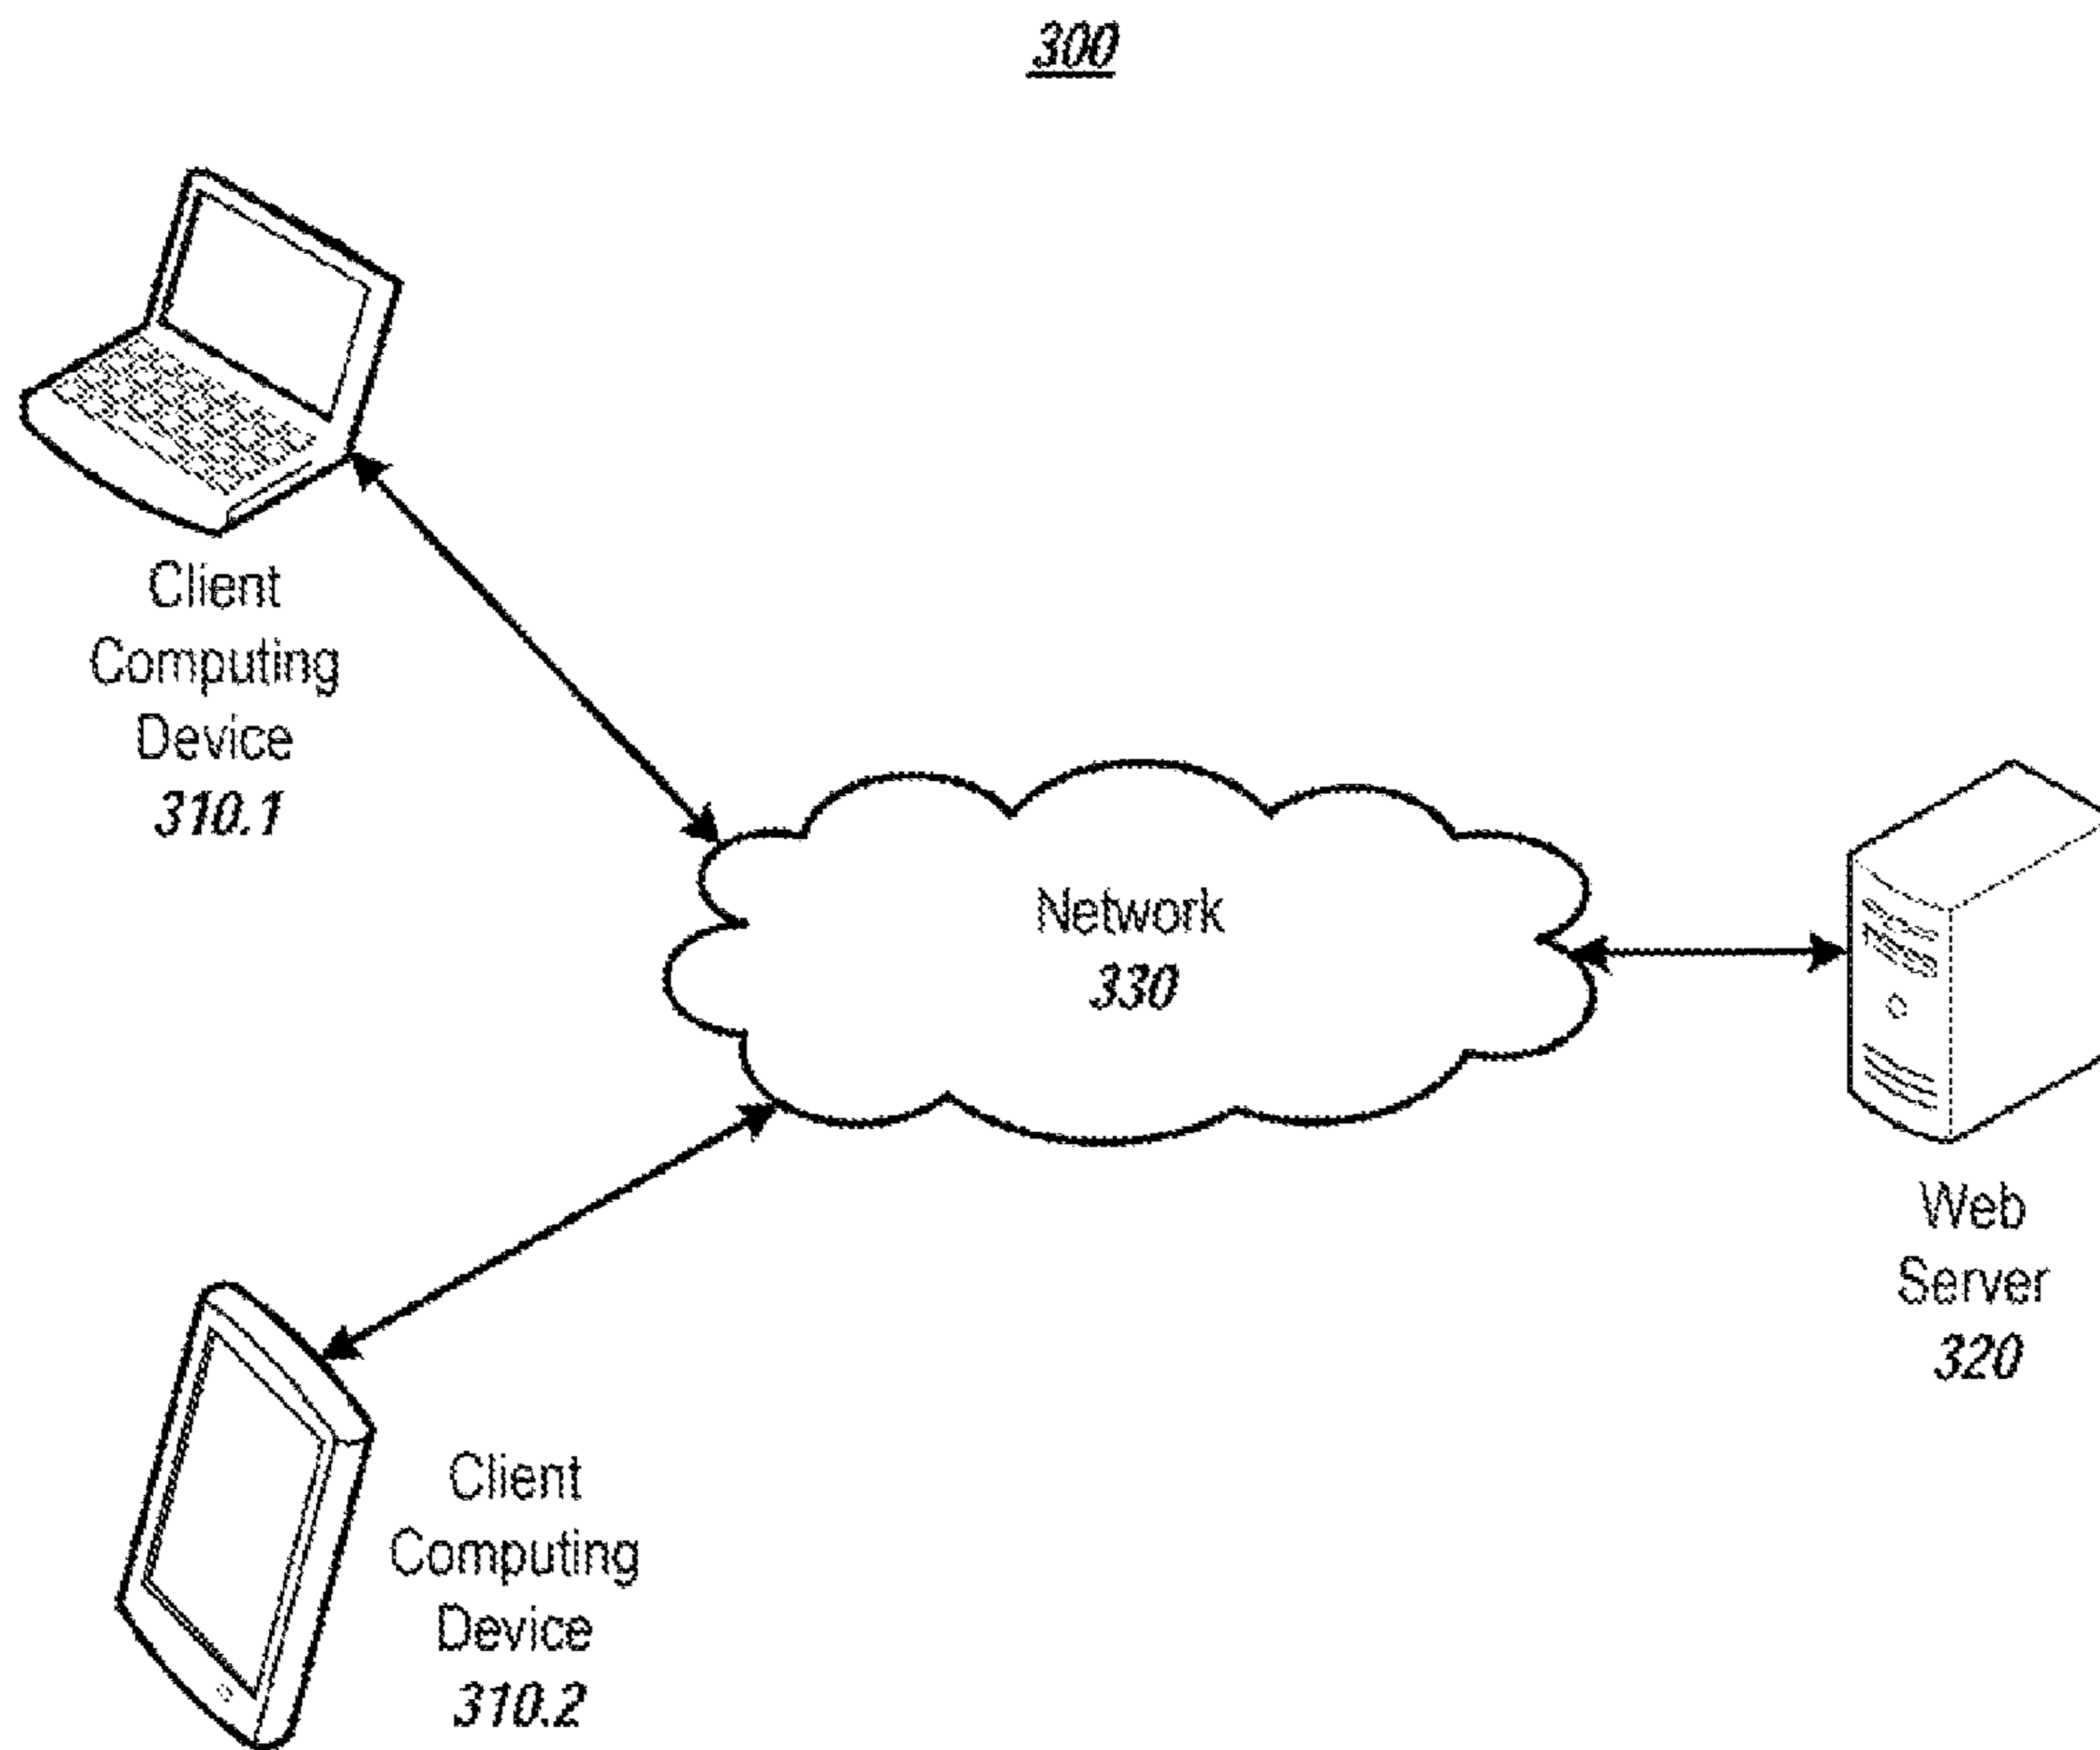 300
Client
Computing
Device
310.1
Network
330
Web
Server
320
Client
Computing
Device
310.2